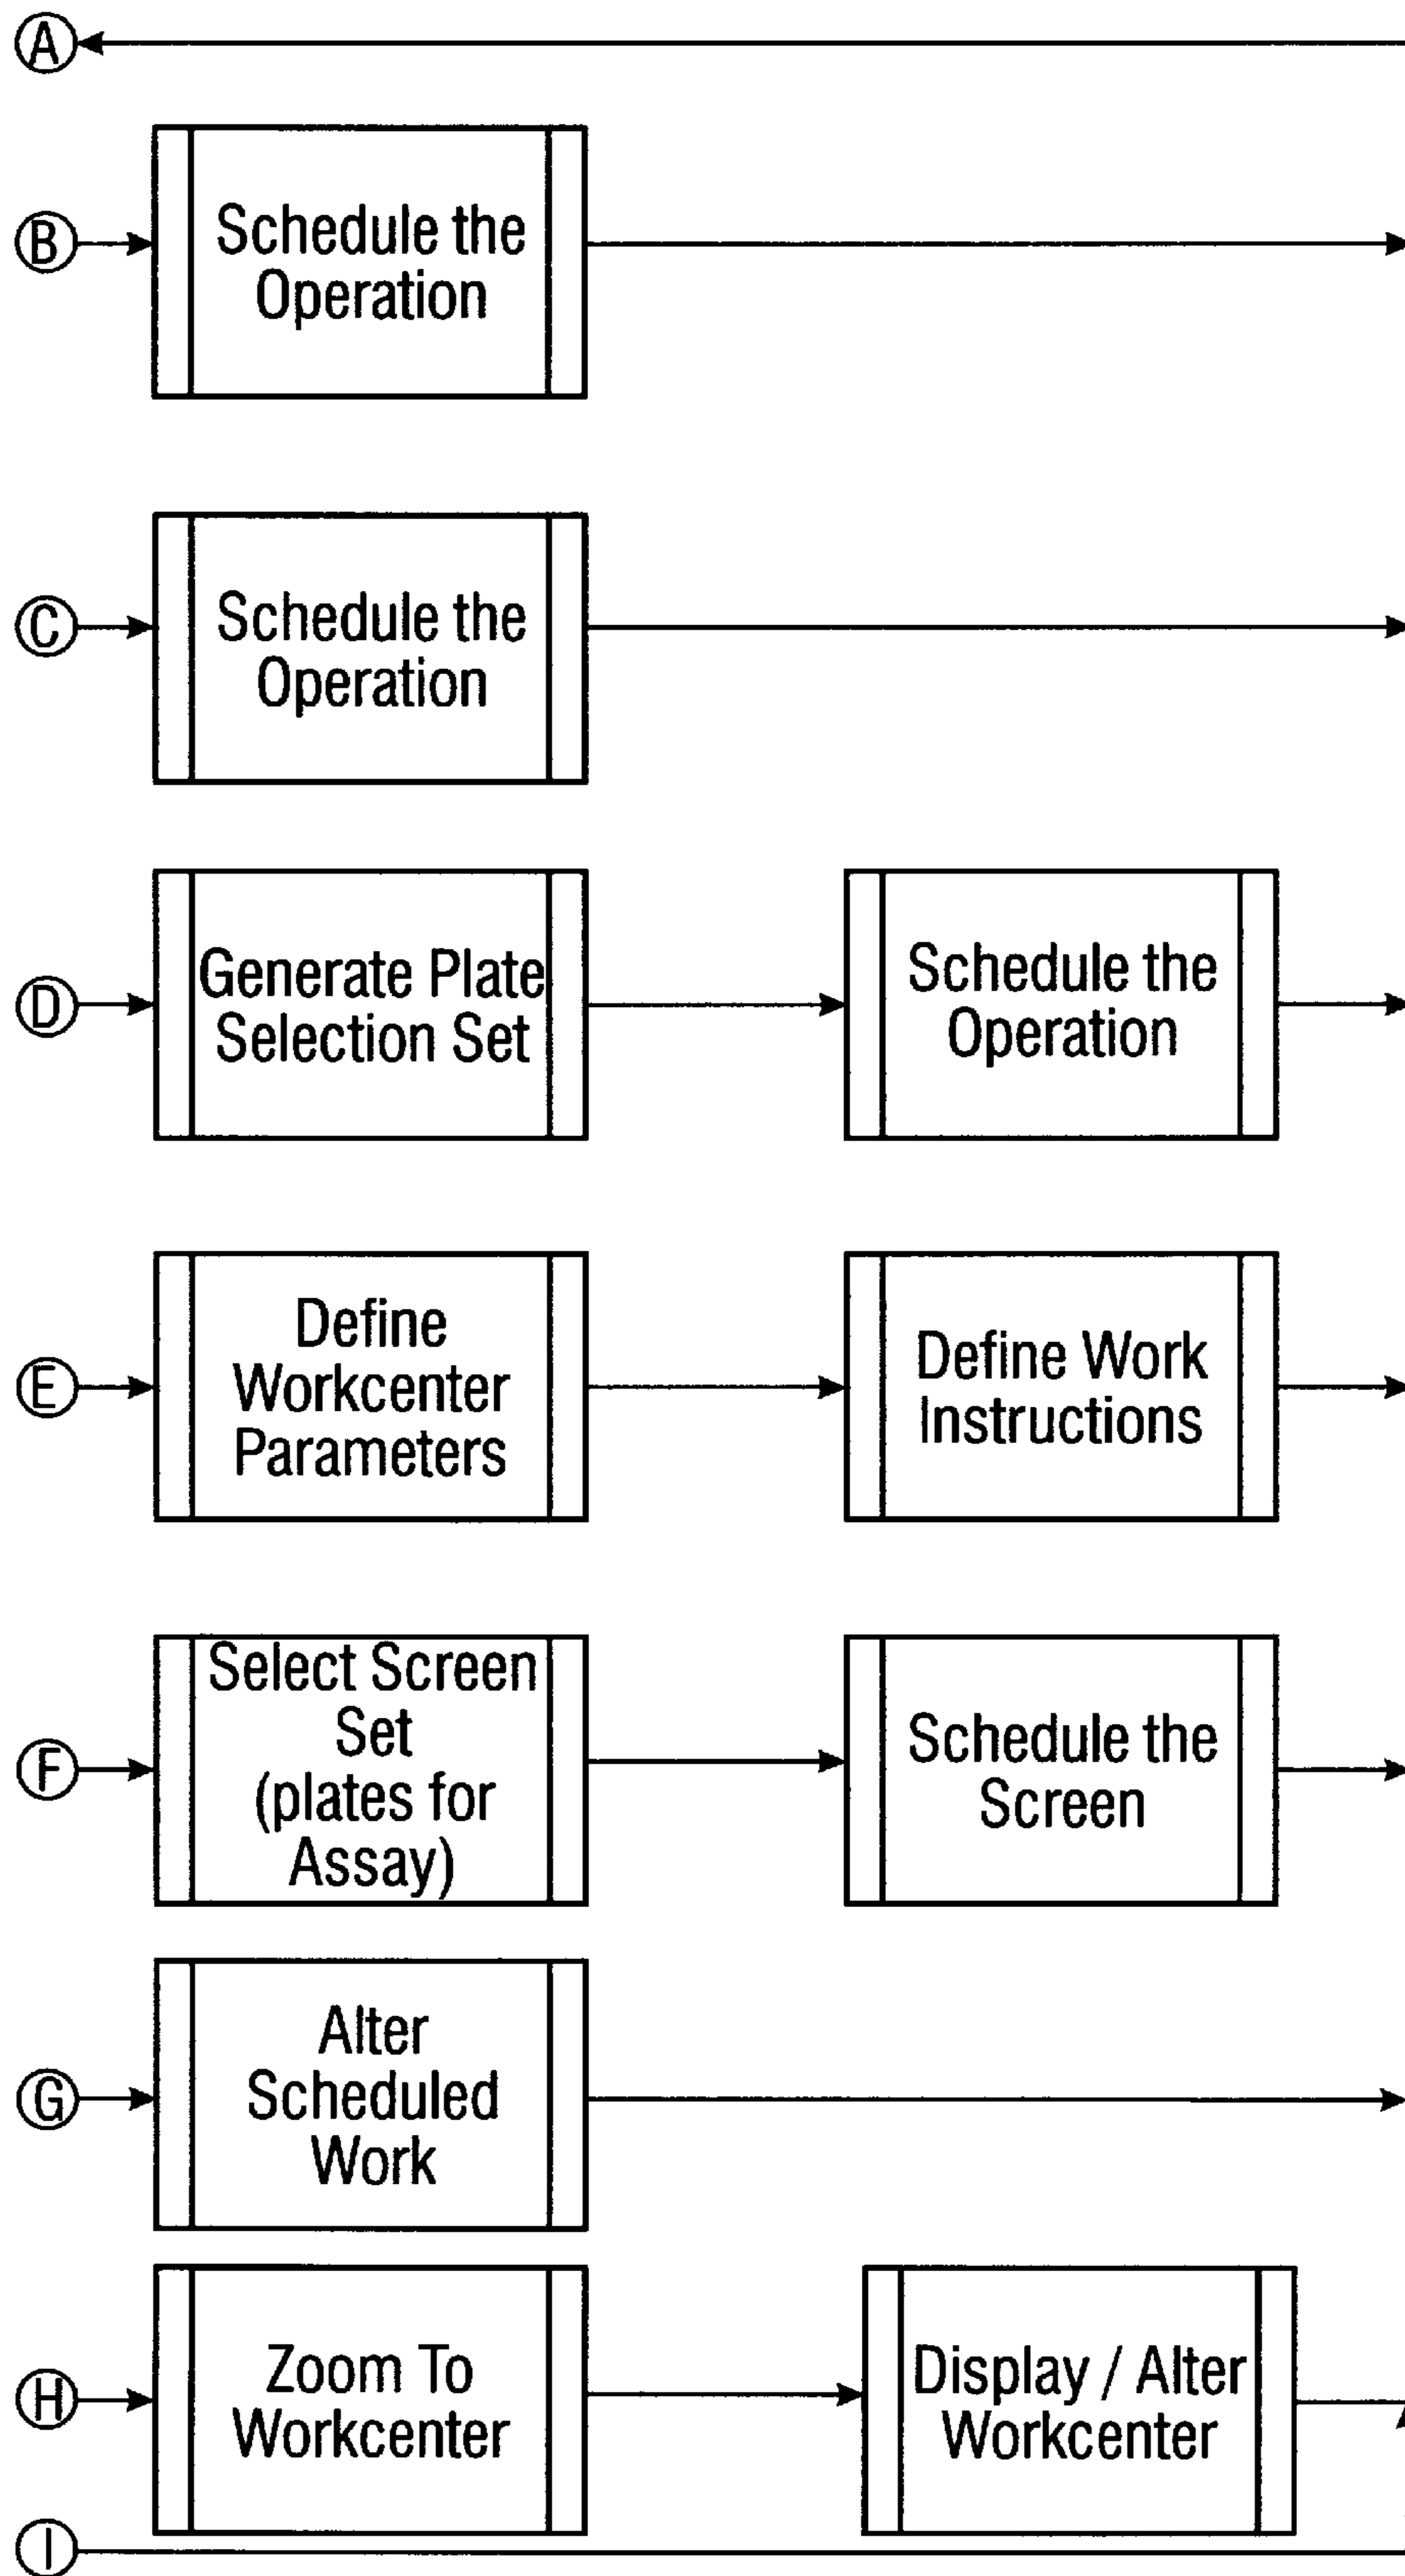 A
B
Schedule the
Operation
C
Schedule the
Operation
D
Generate Plate
Selection Set
Schedule the
Operation
E
Define
Workcenter
Parameters
Define Work
Instructions
F
Select Screen
Set
(plates for
Assay)
Schedule the
Screen
G
Alter
Scheduled
Work
H
Zoom To
Workcenter
Display / Alter
Workcenter
I